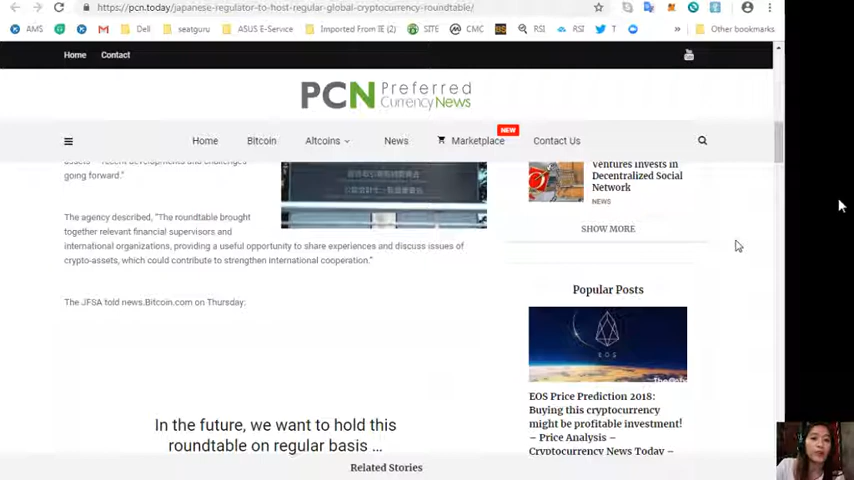 https://pcn.today/japanese-regulator-to-host-regular-global-cryptocurrency-roundtable/
AMS
Dell
seatguru
ASUS E-Service
Imported From IE (2)
SITE
CMC
RSI
RSI
T
»
Other bookmarks
Home
Contact
PCN Preferred
Currency News
NEW
Home
Bitcoin
Altcoins
News
Marketplace
Contact Us
going forward."
The agency described, "The roundtable brought
together relevant financial supervisors and
international organizations, providing a useful opportunity to share experiences and discuss issues of
crypto-assets, which could contribute to strengthen international cooperation."
The JFSA told news.Bitcoin.com on Thursday:
In the future, we want to hold this
roundtable on regular basis …
Related Stories
Ventures Invests in
Decentralized Social
Network
NEWS
SHOW MORE
Popular Posts
EOS
EOS Price Prediction 2018:
Buying this cryptocurrency
might be profitable investment!
– Price Analysis –
Cryptocurrency News Today –